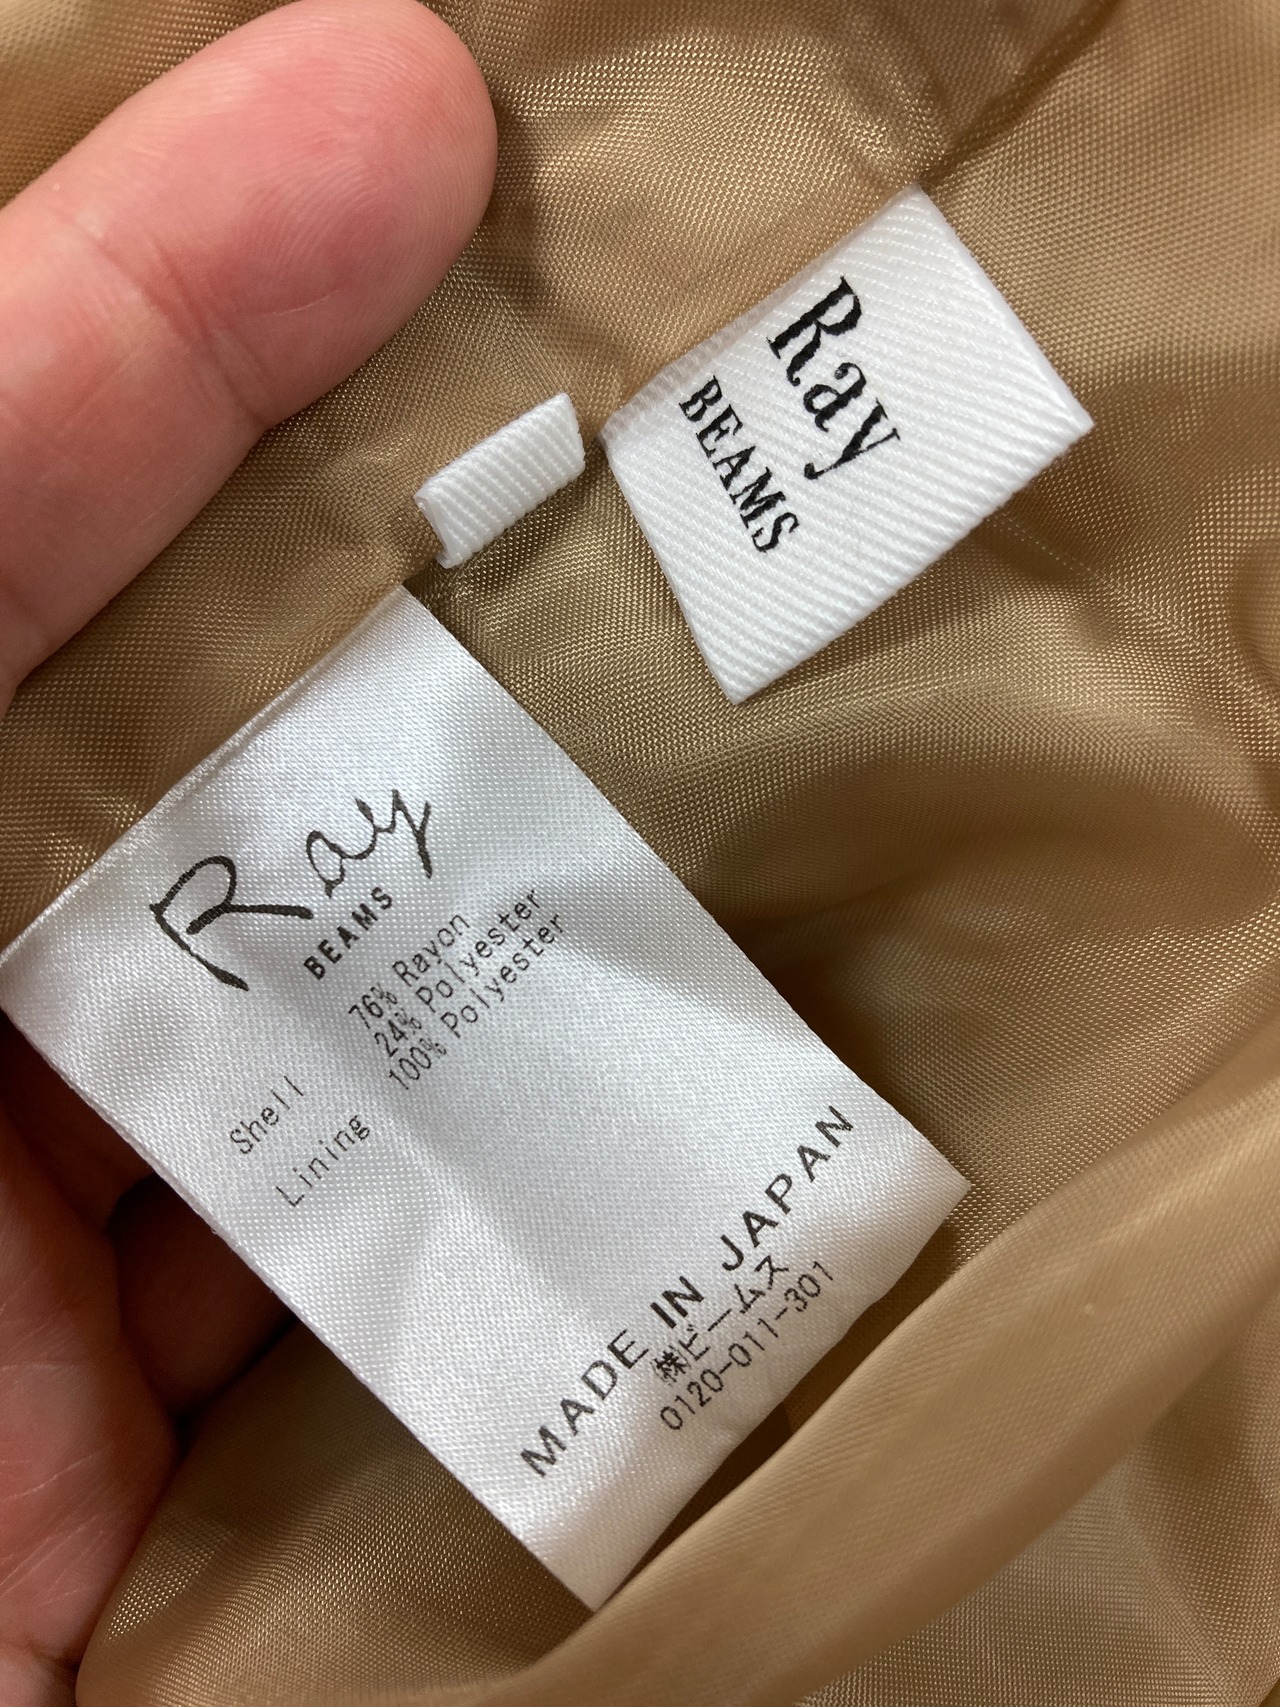 Ray
BEAMS
Ray
BEAMS
Shell 76% Rayon
24% Polyester
Lining 100% Polyester
MADE IN JAPAN
㈱ビームス
0120-011-301